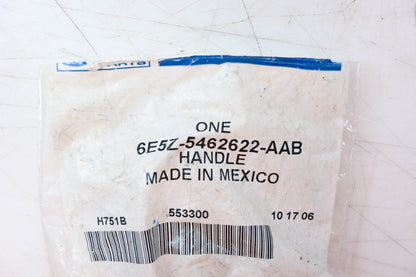 ONE
6E5Z-5462622-AAB
HANDLE
MADE IN MEXICO
H751B 553300 10 17 06